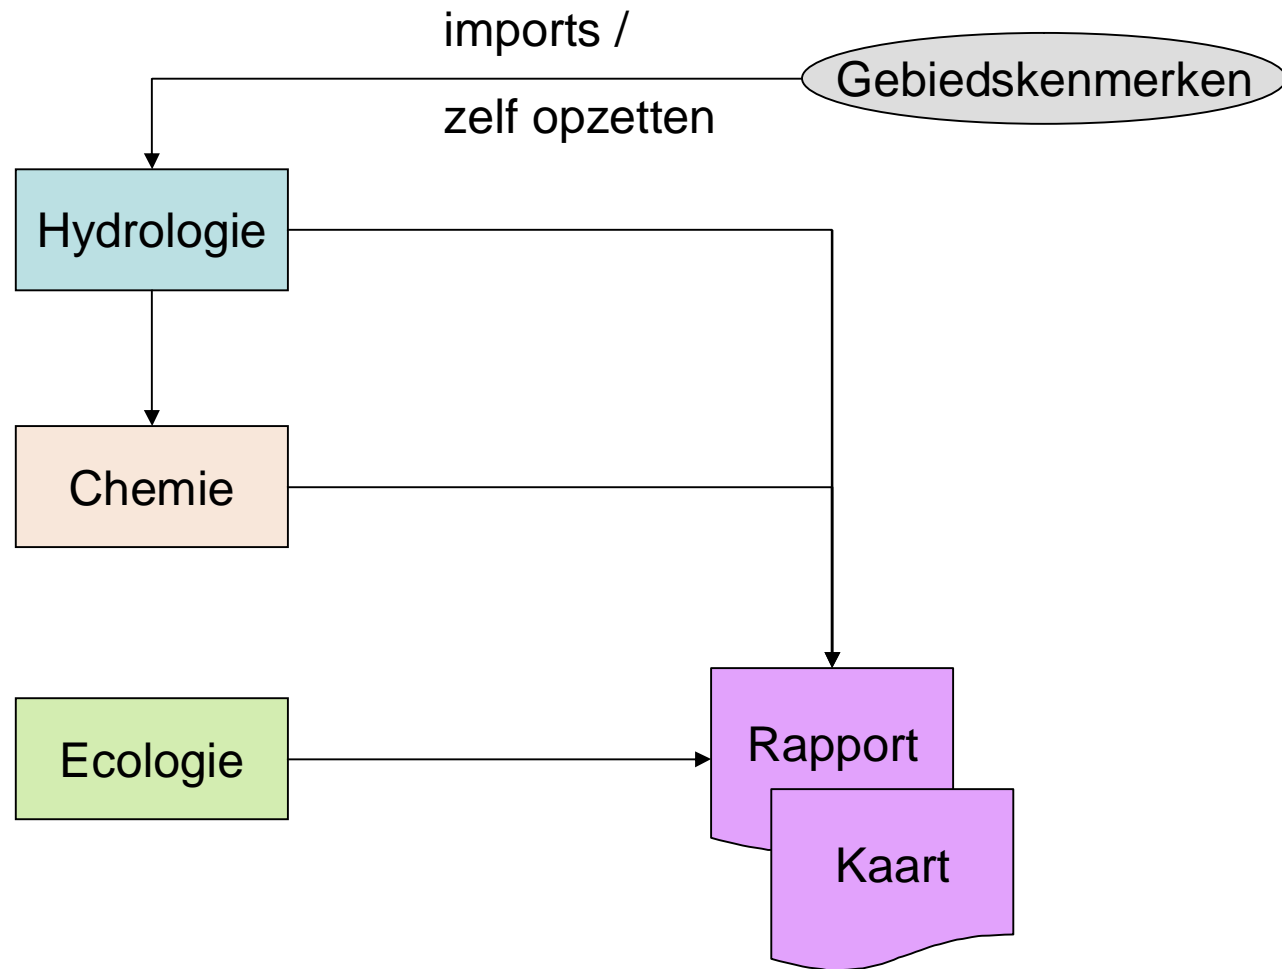 imports /
Gebiedskenmerken
zelf opzetten
Hydrologie
Chemie
Ecologie
Rapport
Kaart